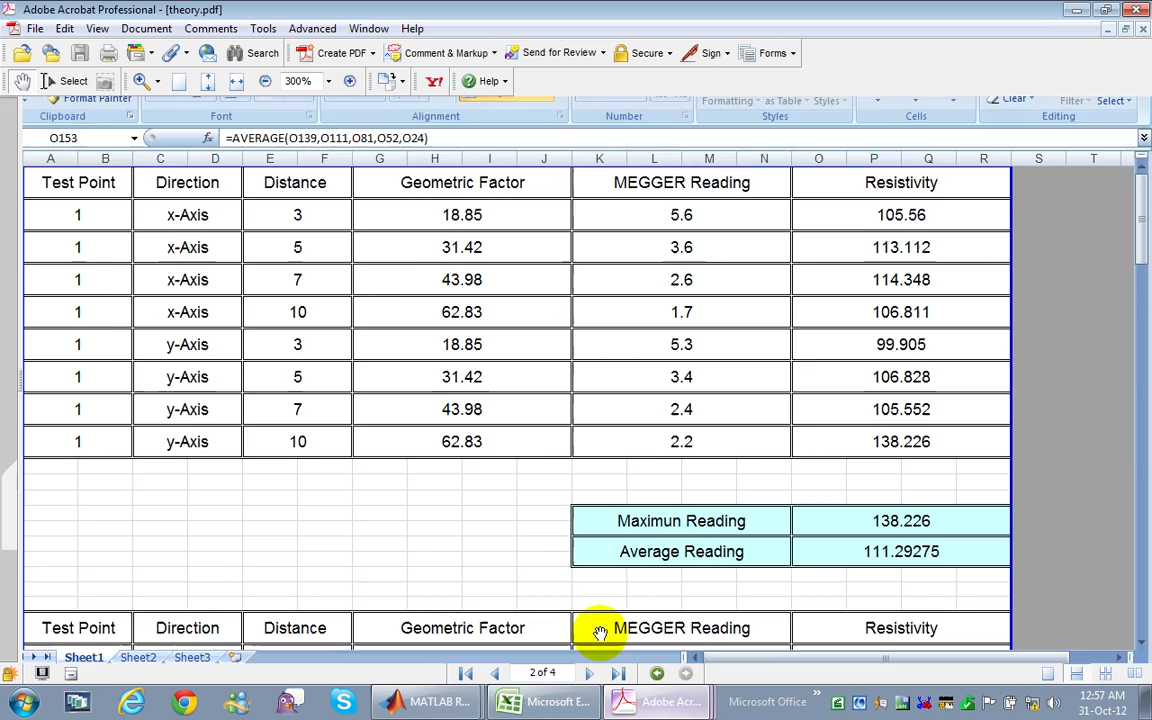 Adobe Acrobat Professional - [theory.pdf]
File Edit View Document Comments Forms Tools Advanced Window Help
Search Create PDF Comment & Markup Send for Review Secure Sign Forms
Select 300% Y! Help
Format Painter Formatting as Table Styles Clear Filter Select
Clipboard Font Alignment Number Styles Editing
O153 fx =AVERAGE(O139,O111,O81,O52,O24)
A B C D E F G H I J K L M N O P Q R S T
Test Point Direction Distance Geometric Factor MEGGER Reading Resistivity
1 x-Axis 3 18.85 5.6 105.56
1 x-Axis 5 31.42 3.6 113.112
1 x-Axis 7 43.98 2.6 114.348
1 x-Axis 10 62.83 1.7 106.811
1 y-Axis 3 18.85 5.3 99.905
1 y-Axis 5 31.42 3.4 106.828
1 y-Axis 7 43.98 2.4 105.552
1 y-Axis 10 62.83 2.2 138.226
Maximun Reading 138.226
Average Reading 111.29275
Test Point Direction Distance Geometric Factor MEGGER Reading Resistivity
Sheet1 Sheet2 Sheet3
2 of 4
MATLAB R... Microsoft E... Adobe Acr... Microsoft Office 12:57 AM
31-Oct-12